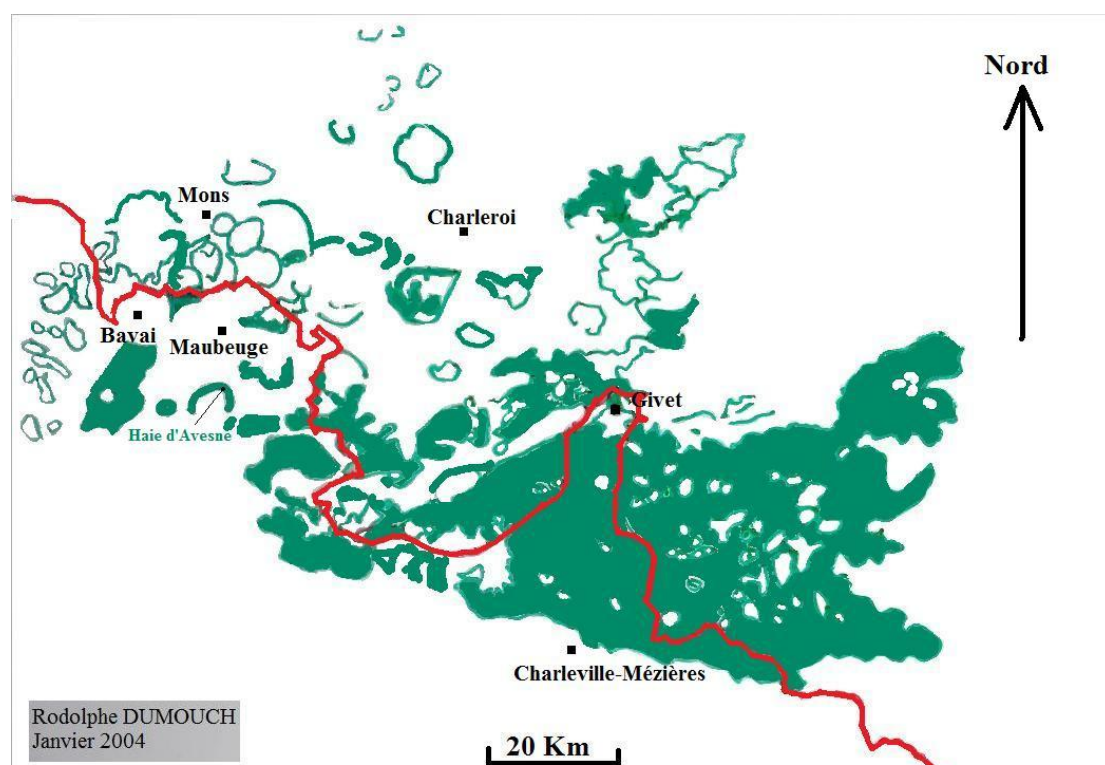 Nord
Mons
Charleroi
Bavai
Maubeuge
Givet
Haie d'Avesne
Charleville-Mézières
Rodolphe DUMOUCH
Janvier 2004
20 Km